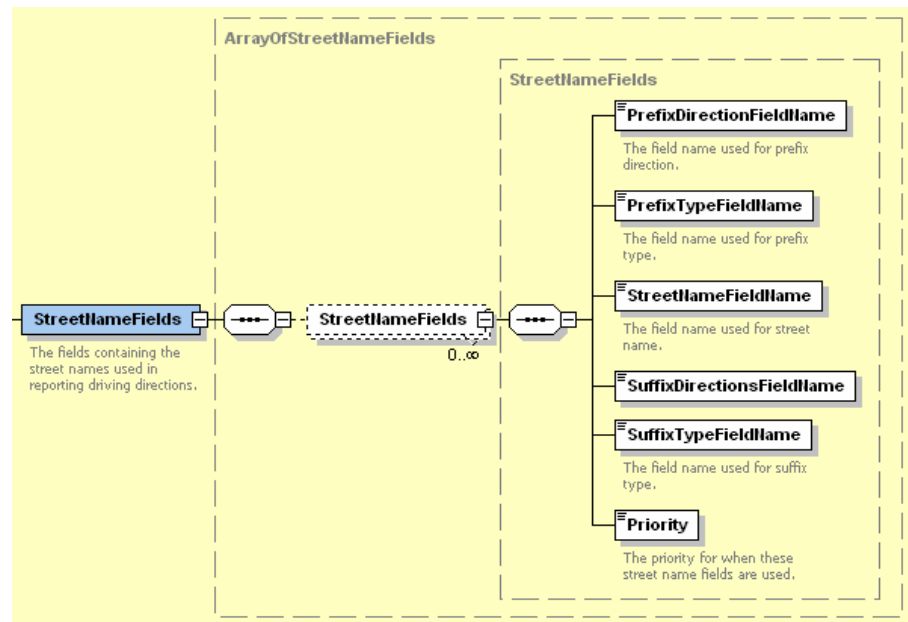 ArrayOfStreetNameFields
StreetNameFields
PrefixDirectionFieldName
The field name used for prefix
direction.
PrefixTypeFieldName
The field name used for prefix
type.
StreetNameFieldName
The field name used for street
name.
StreetNameFields
The fields containing the
street names used in
reporting driving directions.
StreetNameFields
0..∞
SuffixDirectionsFieldName
SuffixTypeFieldName
The field name used for suffix
type.
Priority
The priority for when these
street name fields are used.